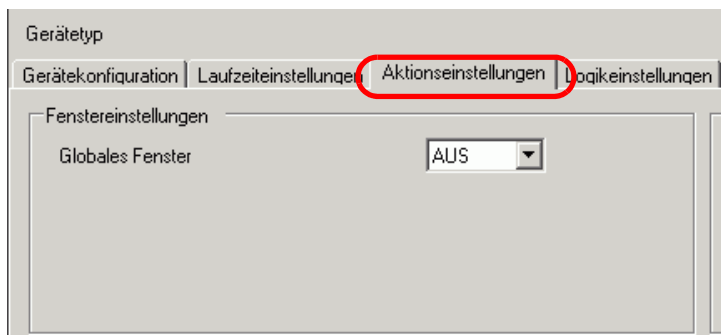 Gerätetyp
Gerätekonfiguration Laufzeiteinstellungen Aktionseinstellungen Logikeinstellungen
Fenstereinstellungen
Globales Fenster AUS